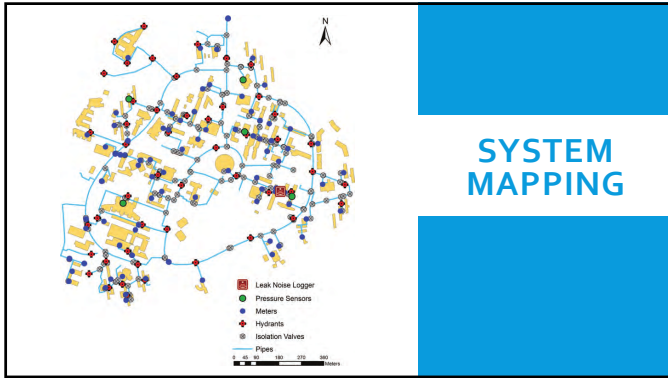 N
SYSTEM
MAPPING
Leak Noise Logger
Pressure Sensors
Meters
Hydrants
Isolation Valves
Pipes
0 45 90 180 270 360
Meters